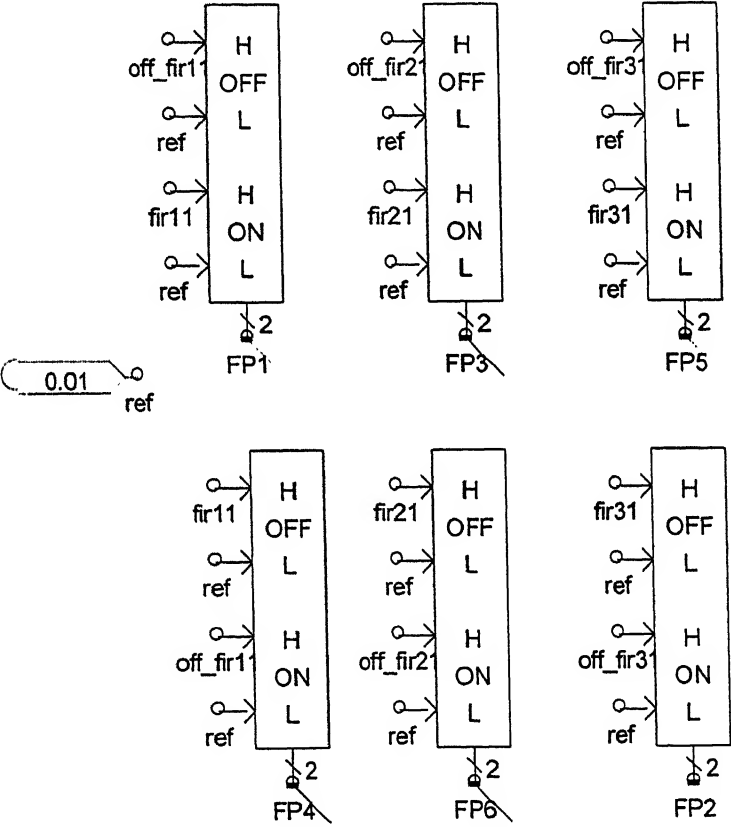 H H H
off_fir11 OFF off_fir21 OFF off_fir31 OFF
L L L
ref ref ref
H H H
fir11 ON fir21 ON fir31 ON
L L L
ref ref ref
2 2 2
FP1 FP3 FP5
0.01
ref
H H H
fir11 OFF fir21 OFF fir31 OFF
L L L
ref ref ref
H H H
off_fir11 ON off_fir21 ON off_fir31 ON
L L L
ref ref ref
2 2 2
FP4 FP6 FP2